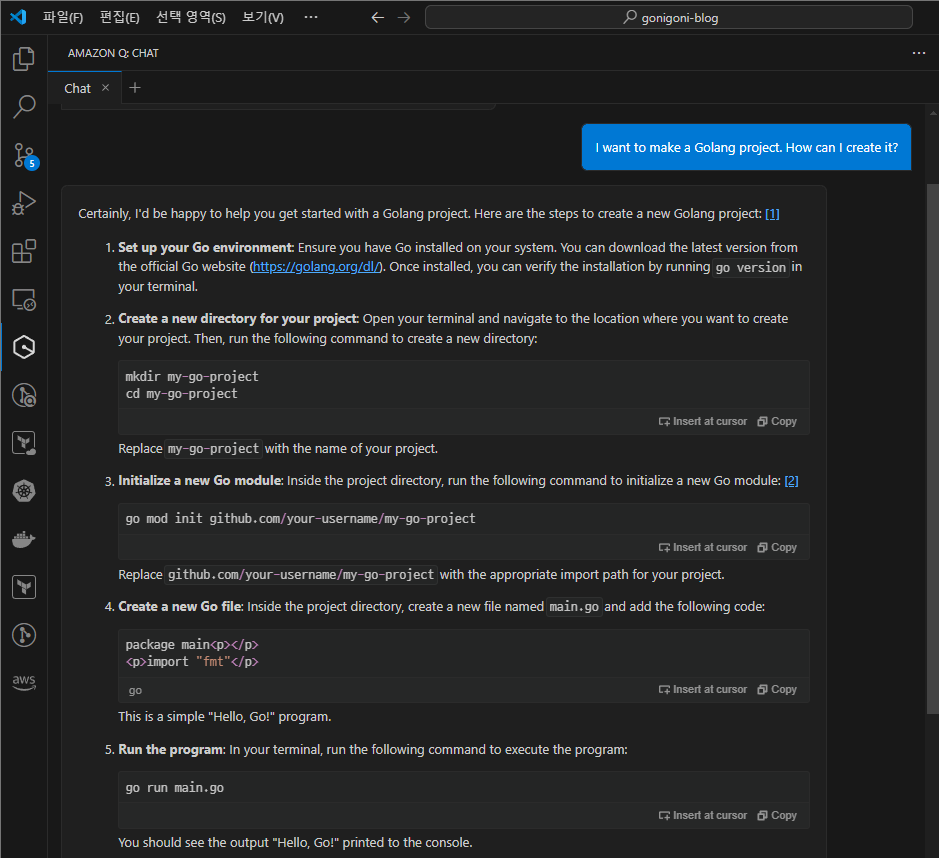 파일(F) 편집(E) 선택 영역(S) 보기(V) ··· gonigoni-blog
AMAZON Q: CHAT
Chat
I want to make a Golang project. How can I create it?
5
Certainly, I'd be happy to help you get started with a Golang project. Here are the steps to create a new Golang project: [1]
1. Set up your Go environment: Ensure you have Go installed on your system. You can download the latest version from
the official Go website (https://golang.org/dl/). Once installed, you can verify the installation by running go version in
your terminal.
2. Create a new directory for your project: Open your terminal and navigate to the location where you want to create
your project. Then, run the following command to create a new directory:
mkdir my-go-project
cd my-go-project
Insert at cursor Copy
Replace my-go-project with the name of your project.
3. Initialize a new Go module: Inside the project directory, run the following command to initialize a new Go module: [2]
go mod init github.com/your-username/my-go-project
Insert at cursor Copy
Replace github.com/your-username/my-go-project with the appropriate import path for your project.
4. Create a new Go file: Inside the project directory, create a new file named main.go and add the following code:
package main<p></p>
<p>import "fmt"</p>
go Insert at cursor Copy
This is a simple "Hello, Go!" program.
aws
5. Run the program: In your terminal, run the following command to execute the program:
go run main.go
Insert at cursor Copy
You should see the output "Hello, Go!" printed to the console.